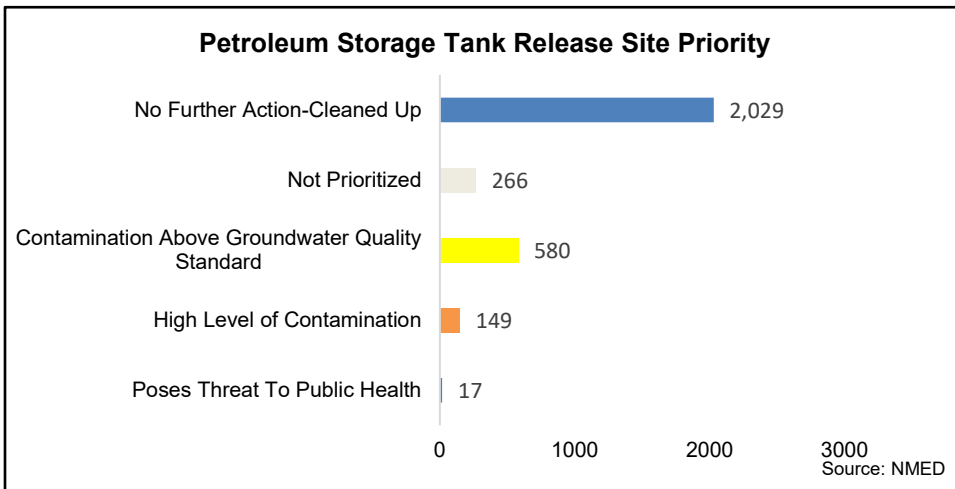 Petroleum Storage Tank Release Site Priority
No Further Action-Cleaned Up
2,029
Not Prioritized
266
Contamination Above Groundwater Quality
Standard
580
High Level of Contamination
149
Poses Threat To Public Health
17
0
1000
2000
3000
Source: NMED